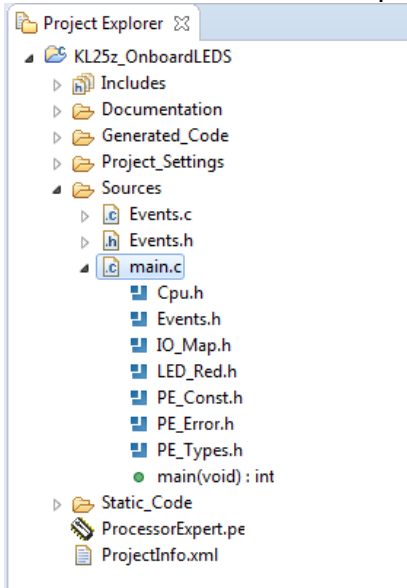 Project Explorer
KL25z_OnboardLEDS
Includes
Documentation
Generated_Code
Project_Settings
Sources
.c Events.c
.h Events.h
.c main.c
Cpu.h
Events.h
IO_Map.h
LED_Red.h
PE_Const.h
PE_Error.h
PE_Types.h
main(void) : int
Static_Code
ProcessorExpert.pe
ProjectInfo.xml